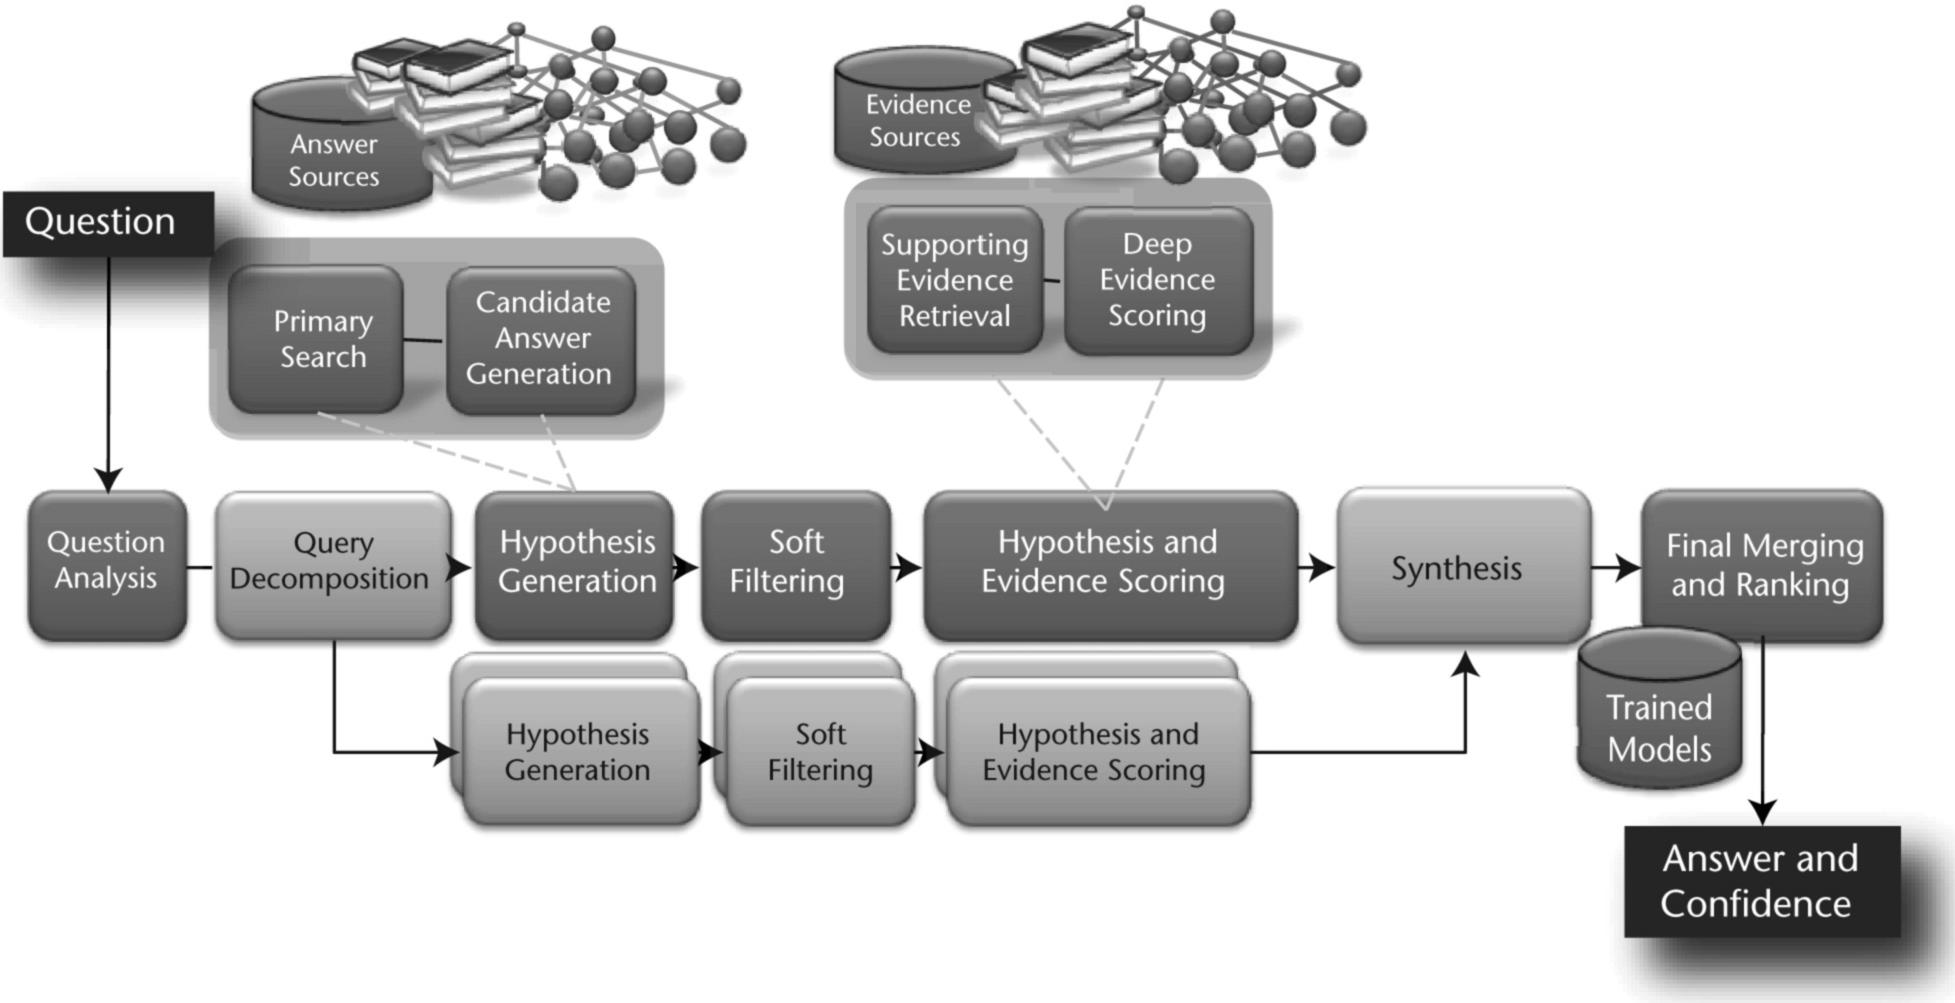 Answer
Sources
Evidence
Sources
Question
Primary
Search
Candidate
Answer
Generation
Supporting
Evidence
Retrieval
Deep
Evidence
Scoring
Question
Analysis
Query
Decomposition
Hypothesis
Generation
Soft
Filtering
Hypothesis and
Evidence Scoring
Synthesis
Final Merging
and Ranking
Hypothesis
Generation
Soft
Filtering
Hypothesis and
Evidence Scoring
Trained
Models
Answer and
Confidence